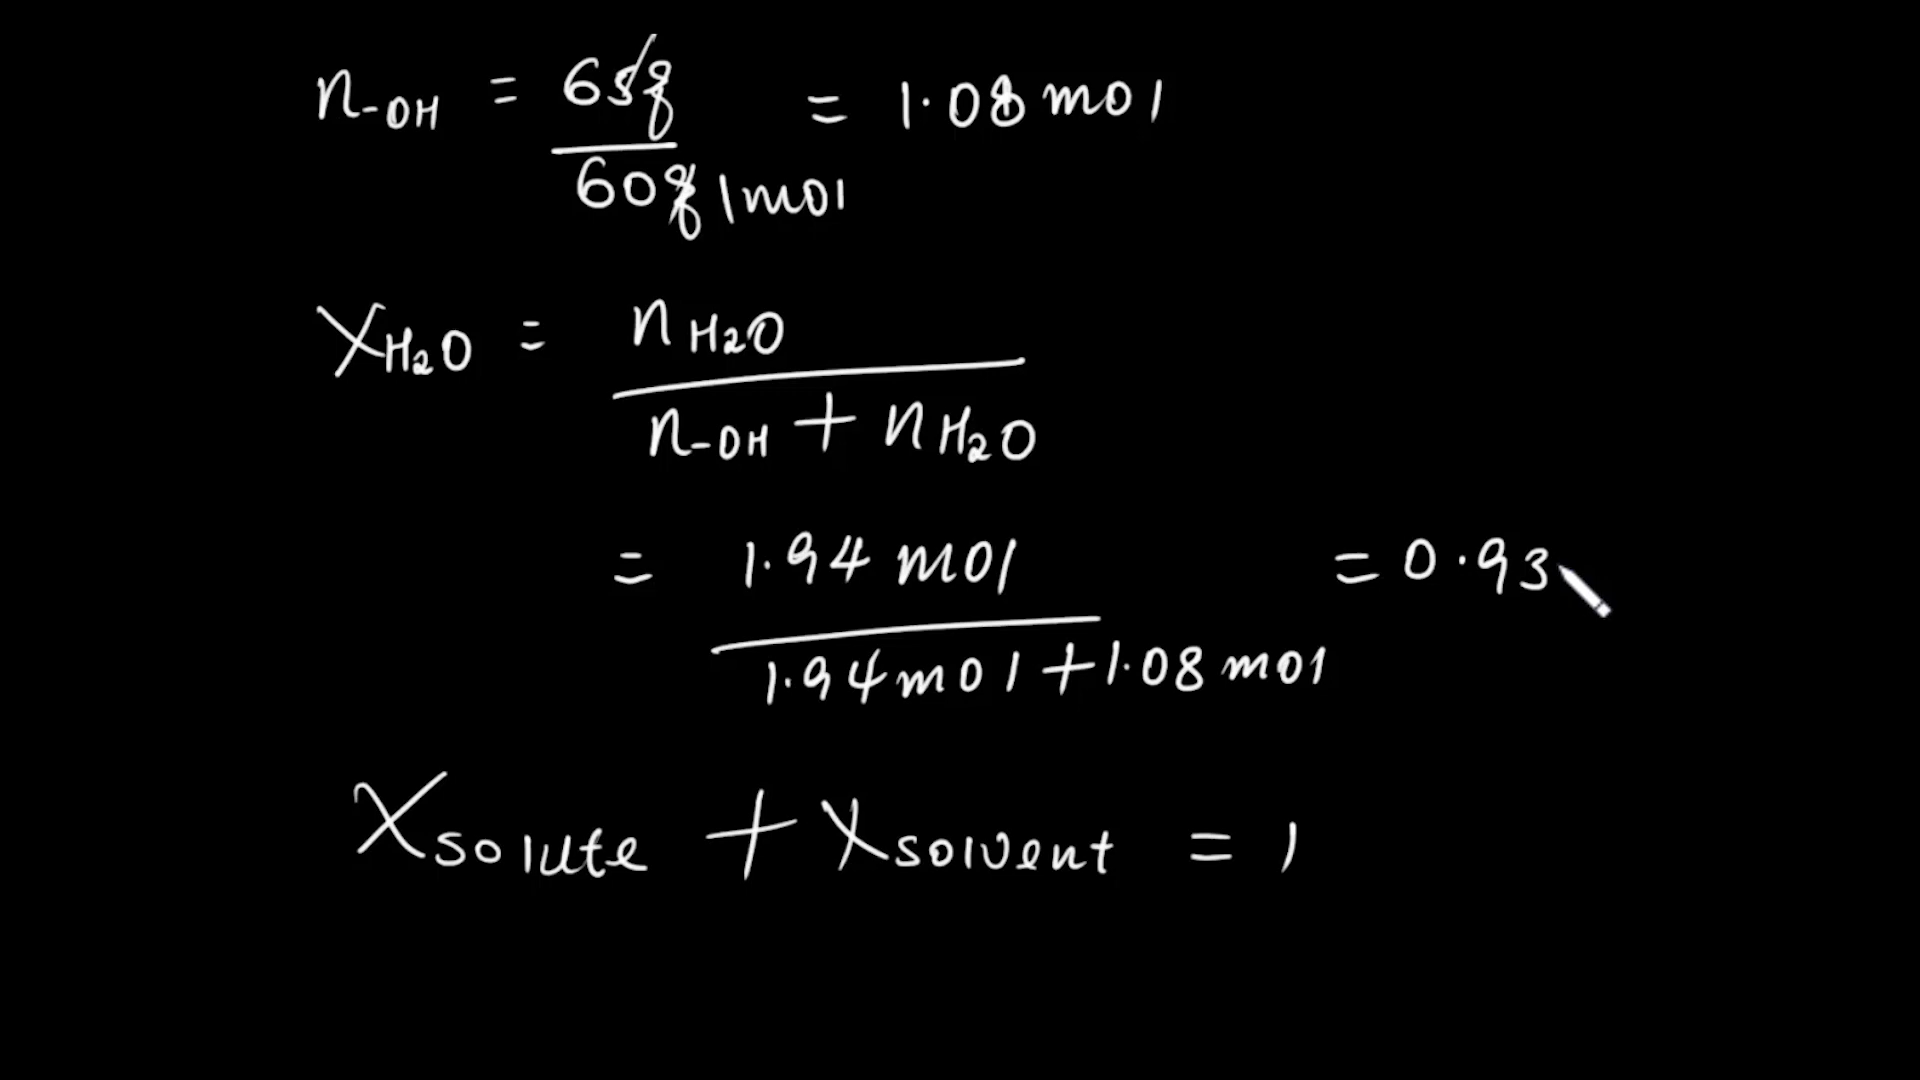 n-OH = 65g = 1.08 mol
60g/mol
XH2O = nH2O
n-OH + nH2O
= 1.94 mol = 0.93
1.94 mol + 1.08 mol
Xsolute + Xsolvent = 1